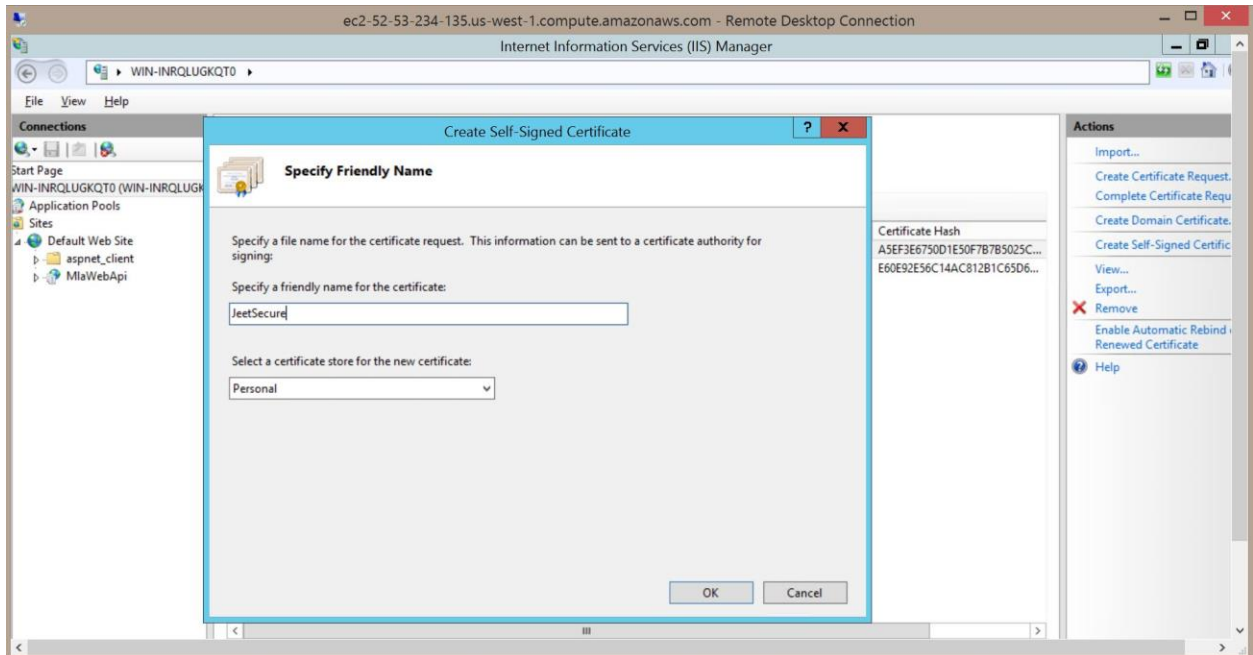 ec2-52-53-234-135.us-west-1.compute.amazonaws.com - Remote Desktop Connection
Internet Information Services (IIS) Manager
WIN-INRQLUGKQT0
File View Help
Connections
Start Page
WIN-INRQLUGKQT0 (WIN-INRQLUGK
Application Pools
Sites
Default Web Site
aspnet_client
MlaWebApi
Create Self-Signed Certificate
Specify Friendly Name
Specify a file name for the certificate request. This information can be sent to a certificate authority for
signing:
Specify a friendly name for the certificate:
JeetSecure
Select a certificate store for the new certificate:
Personal
OK Cancel
Certificate Hash
A5EF3E6750D1E50F7B7B5025C...
E60E92E56C14AC812B1C65D6...
Actions
Import...
Create Certificate Request.
Complete Certificate Requ
Create Domain Certificate.
Create Self-Signed Certific
View...
Export...
Remove
Enable Automatic Rebind
Renewed Certificate
Help